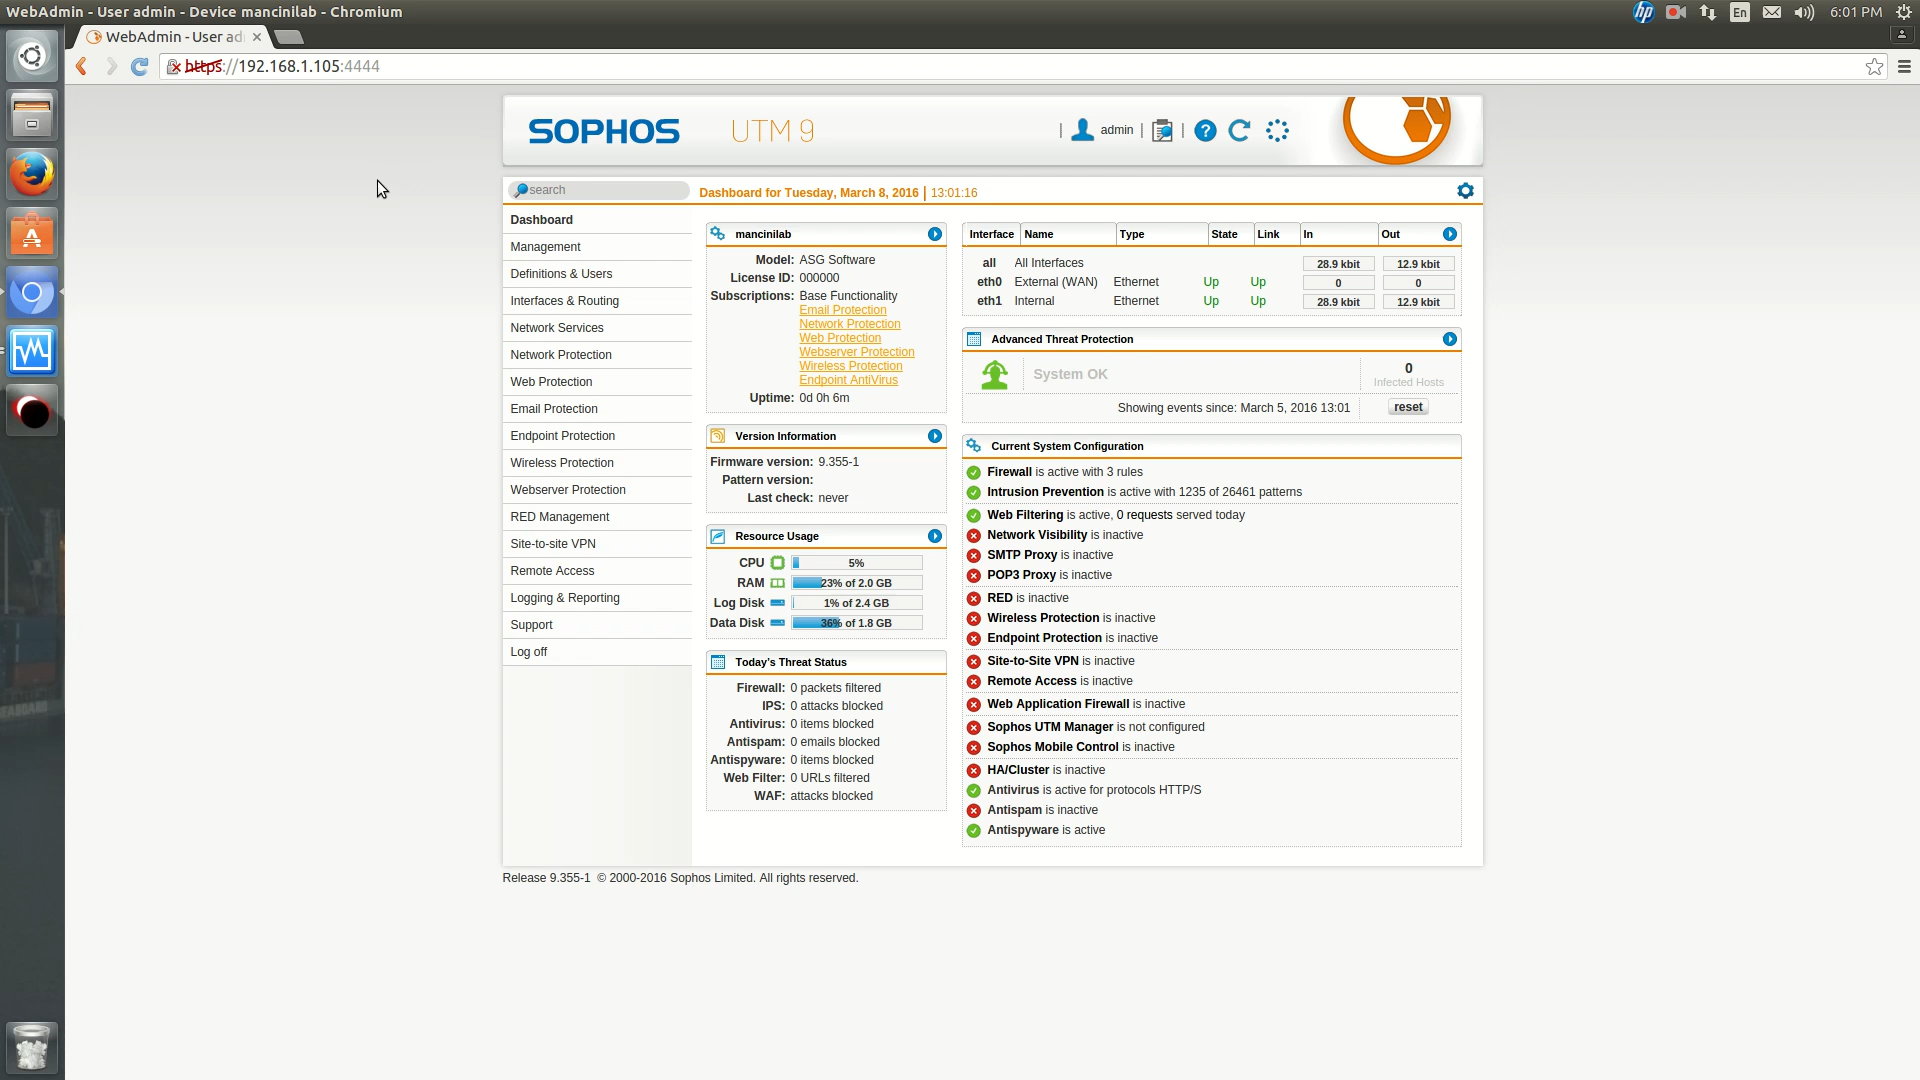 WebAdmin - User admin - Device mancinilab - Chromium
En
6:01 PM
WebAdmin - User ad
https://192.168.1.105:4444
SOPHOS
UTM 9
| admin | |
search
Dashboard for Tuesday, March 8, 2016 | 13:01:16
Dashboard
Management
Definitions & Users
Interfaces & Routing
Network Services
Network Protection
Web Protection
Email Protection
Endpoint Protection
Wireless Protection
Webserver Protection
RED Management
Site-to-site VPN
Remote Access
Logging & Reporting
Support
Log off
mancinilab
Model: ASG Software
License ID: 000000
Subscriptions: Base Functionality
Email Protection
Network Protection
Web Protection
Webserver Protection
Wireless Protection
Endpoint AntiVirus
Uptime: 0d 0h 6m
Version Information
Firmware version: 9.355-1
Pattern version:
Last check: never
Resource Usage
CPU 5%
RAM 23% of 2.0 GB
Log Disk 1% of 2.4 GB
Data Disk 36% of 1.8 GB
Today's Threat Status
Firewall: 0 packets filtered
IPS: 0 attacks blocked
Antivirus: 0 items blocked
Antispam: 0 emails blocked
Antispyware: 0 items blocked
Web Filter: 0 URLs filtered
WAF: attacks blocked
Interface Name Type State Link In Out
all All Interfaces 28.9 kbit 12.9 kbit
eth0 External (WAN) Ethernet Up Up 0 0
eth1 Internal Ethernet Up Up 28.9 kbit 12.9 kbit
Advanced Threat Protection
System OK
0
Infected Hosts
Showing events since: March 5, 2016 13:01 reset
Current System Configuration
Firewall is active with 3 rules
Intrusion Prevention is active with 1235 of 26461 patterns
Web Filtering is active, 0 requests served today
Network Visibility is inactive
SMTP Proxy is inactive
POP3 Proxy is inactive
RED is inactive
Wireless Protection is inactive
Endpoint Protection is inactive
Site-to-Site VPN is inactive
Remote Access is inactive
Web Application Firewall is inactive
Sophos UTM Manager is not configured
Sophos Mobile Control is inactive
HA/Cluster is inactive
Antivirus is active for protocols HTTP/S
Antispam is inactive
Antispyware is active
Release 9.355-1 © 2000-2016 Sophos Limited. All rights reserved.